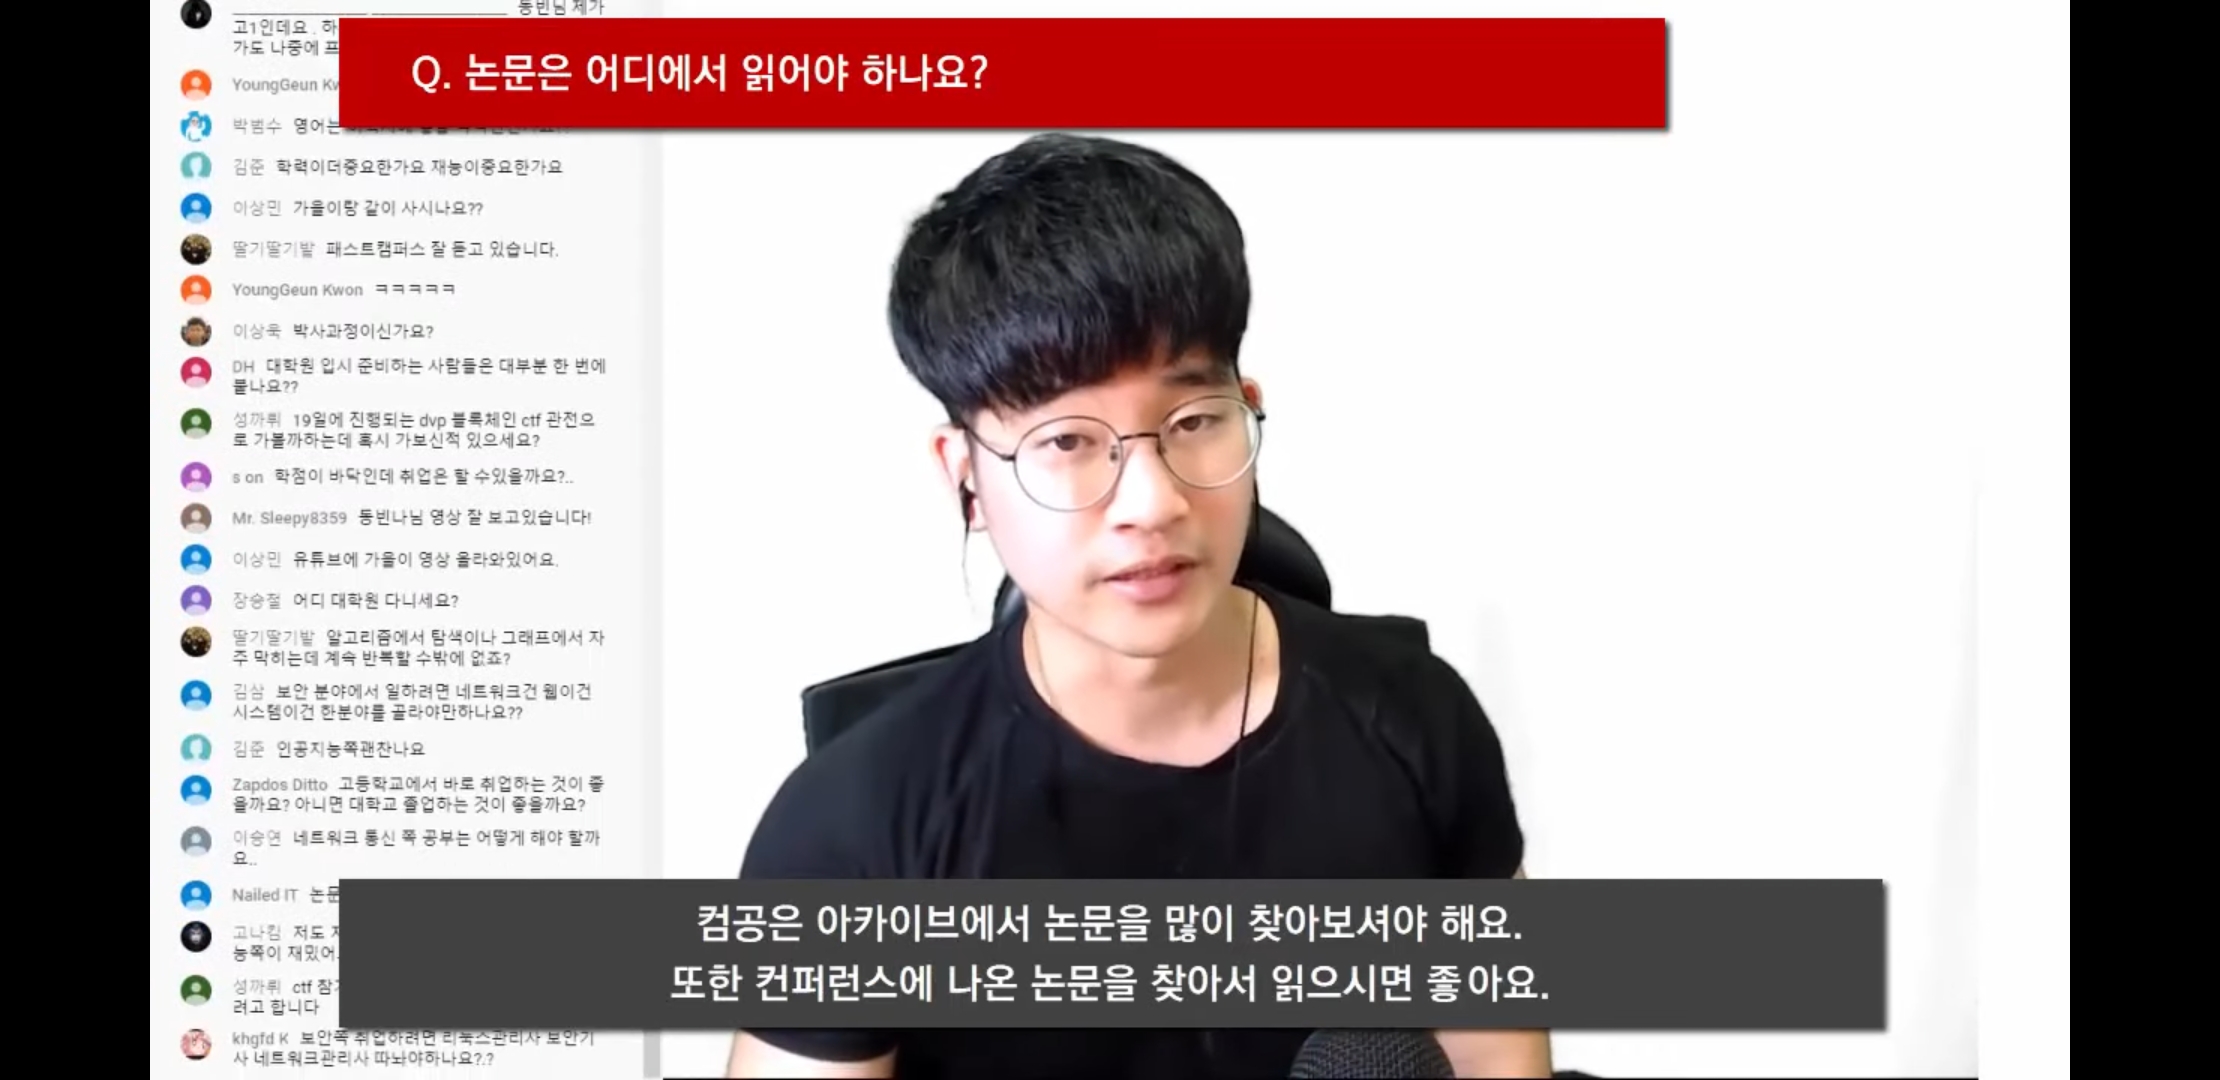 동빈님 제가
고1인데요 . 하
가도 나중에 프
Q. 논문은 어디에서 읽어야 하나요?
YoungGeun Kw
박범수 영어는
김준 학력이더중요한가요 재능이중요한가요
이상민 가을이랑 같이 사시나요??
딸기딸기밭 패스트캠퍼스 잘 듣고 있습니다.
YoungGeun Kwon ㅋㅋㅋㅋㅋ
이상욱 박사과정이신가요?
DH 대학원 입시 준비하는 사람들은 대부분 한 번에
붙나요??
성까뤼 19일에 진행되는 dvp 블록체인 ctf 관전으
로 가볼까하는데 혹시 가보신적 있으세요?
s on 학점이 바닥인데 취업은 할 수있을까요?..
Mr. Sleepy8359 동빈나님 영상 잘 보고있습니다!
이상민 유튜브에 가을이 영상 올라와있어요.
장승철 어디 대학원 다니세요?
딸기딸기밭 알고리즘에서 탐색이나 그래프에서 자
주 막히는데 계속 반복할 수밖에 없죠?
김삼 보안 분야에서 일하려면 네트워크건 웹이건
시스템이건 한분야를 골라야만하나요??
김준 인공지능쪽괜찬나요
Zapdos Ditto 고등학교에서 바로 취업하는 것이 좋
을까요? 아니면 대학교 졸업하는 것이 좋을까요?
이승연 네트워크 통신 쪽 공부는 어떻게 해야 할까
요..
Nailed IT 논문
고나킴 저도
능쪽이 재밌어.
성까뤼 ctf 참
려고 합니다
khgfd K 보안쪽 취업하려면 리눅스관리사 보안기
사 네트워크관리사 따놔야하나요?.?
컴공은 아카이브에서 논문을 많이 찾아보셔야 해요.
또한 컨퍼런스에 나온 논문을 찾아서 읽으시면 좋아요.